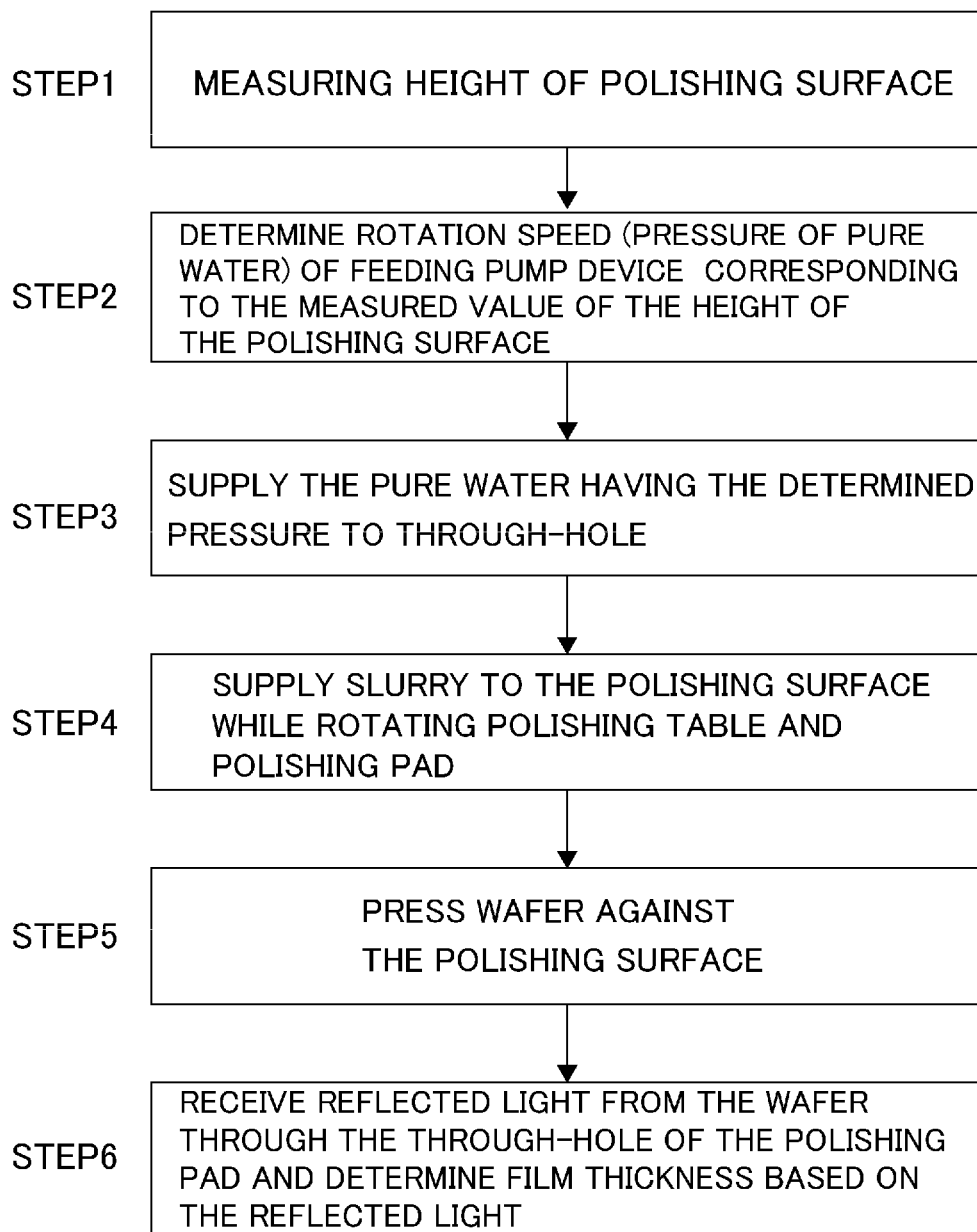 STEP1
MEASURING HEIGHT OF POLISHING SURFACE
STEP2
DETERMINE ROTATION SPEED (PRESSURE OF PURE
WATER) OF FEEDING PUMP DEVICE CORRESPONDING
TO THE MEASURED VALUE OF THE HEIGHT OF
THE POLISHING SURFACE
STEP3
SUPPLY THE PURE WATER HAVING THE DETERMINED
PRESSURE TO THROUGH-HOLE
STEP4
SUPPLY SLURRY TO THE POLISHING SURFACE
WHILE ROTATING POLISHING TABLE AND
POLISHING PAD
STEP5
PRESS WAFER AGAINST
THE POLISHING SURFACE
STEP6
RECEIVE REFLECTED LIGHT FROM THE WAFER
THROUGH THE THROUGH-HOLE OF THE POLISHING
PAD AND DETERMINE FILM THICKNESS BASED ON
THE REFLECTED LIGHT